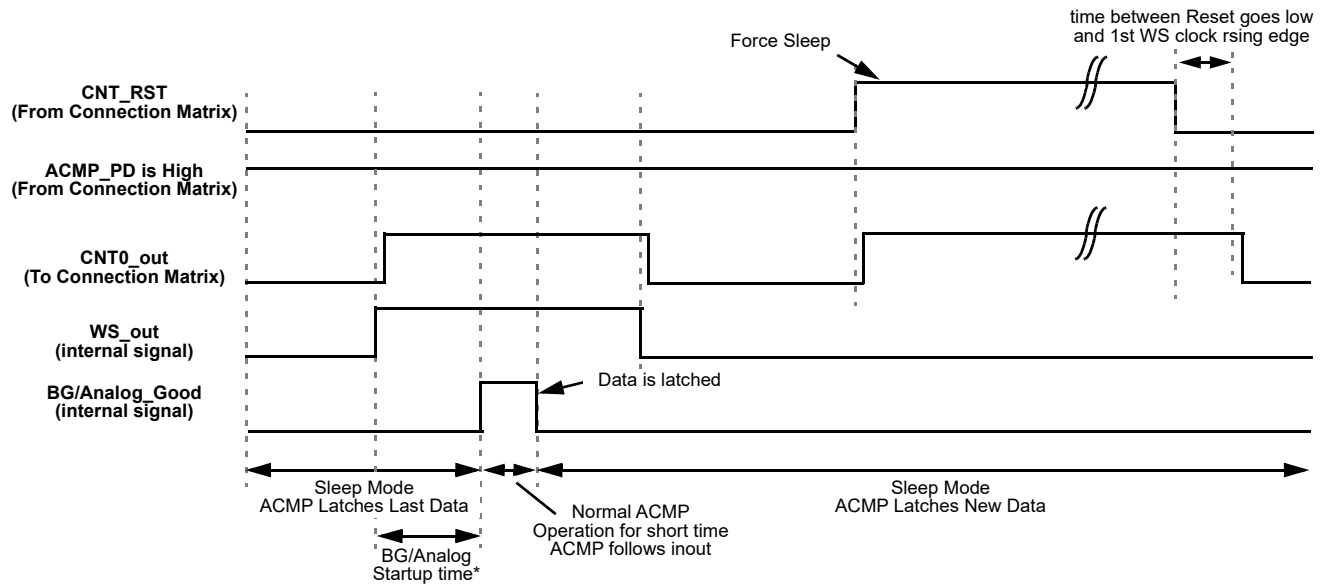 time between Reset goes low
and 1st WS clock rsing edge
Force Sleep
CNT_RST
(From Connection Matrix)
ACMP_PD is High
(From Connection Matrix)
CNT0_out
(To Connection Matrix)
WS_out
(internal signal)
Data is latched
BG/Analog_Good
(internal signal)
Sleep Mode
ACMP Latches Last Data
Normal ACMP
Operation for short time
ACMP follows inout
Sleep Mode
ACMP Latches New Data
BG/Analog
Startup time*